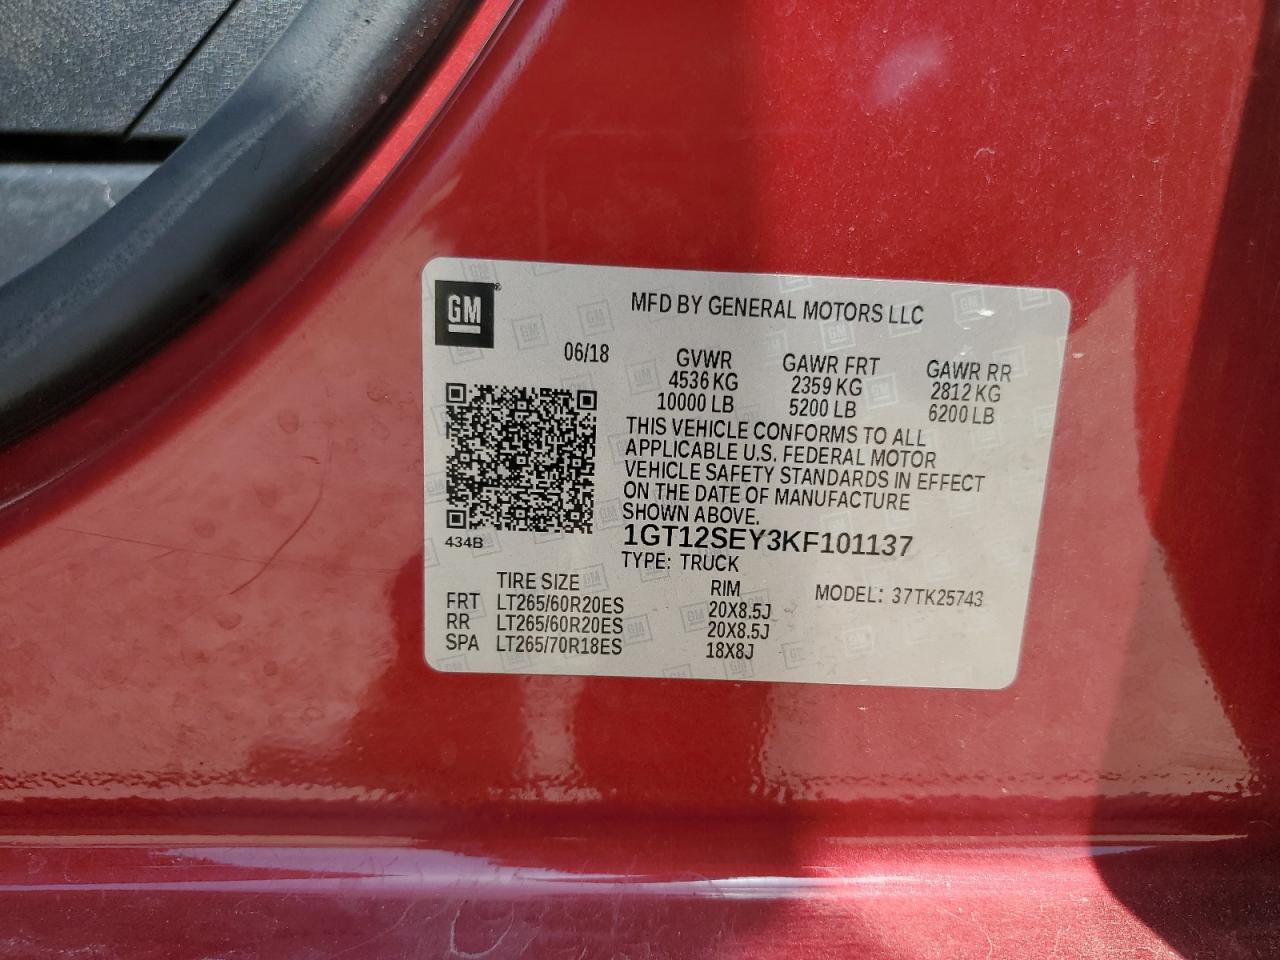 GM®
MFD BY GENERAL MOTORS LLC
06/18
GVWR
4536 KG
10000 LB
GAWR FRT
2359 KG
5200 LB
GAWR RR
2812 KG
6200 LB
THIS VEHICLE CONFORMS TO ALL
APPLICABLE U.S. FEDERAL MOTOR
VEHICLE SAFETY STANDARDS IN EFFECT
ON THE DATE OF MANUFACTURE
SHOWN ABOVE.
434B
1GT12SEY3KF101137
TYPE: TRUCK
MODEL: 37TK25743
TIRE SIZE RIM
FRT LT265/60R20ES 20X8.5J
RR LT265/60R20ES 20X8.5J
SPA LT265/70R18ES 18X8J